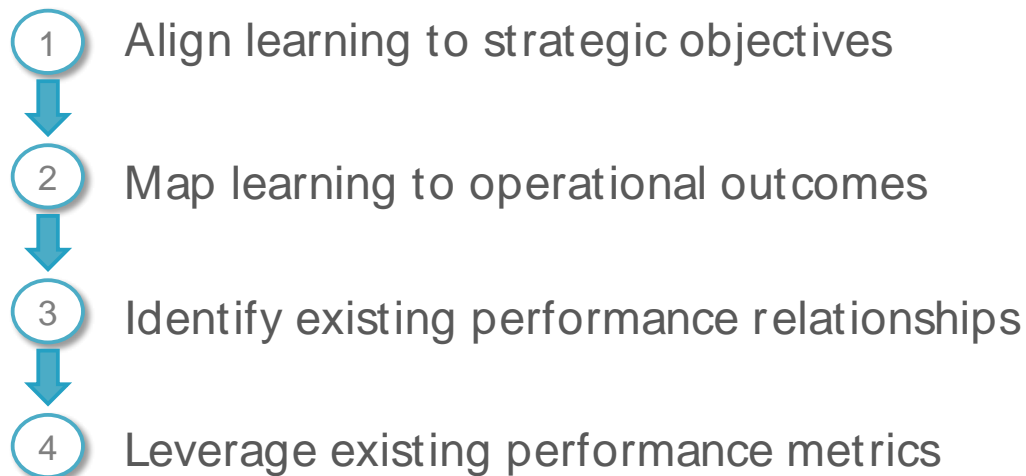 1 Align learning to strategic objectives
2 Map learning to operational outcomes
3 Identify existing performance relationships
4 Leverage existing performance metrics